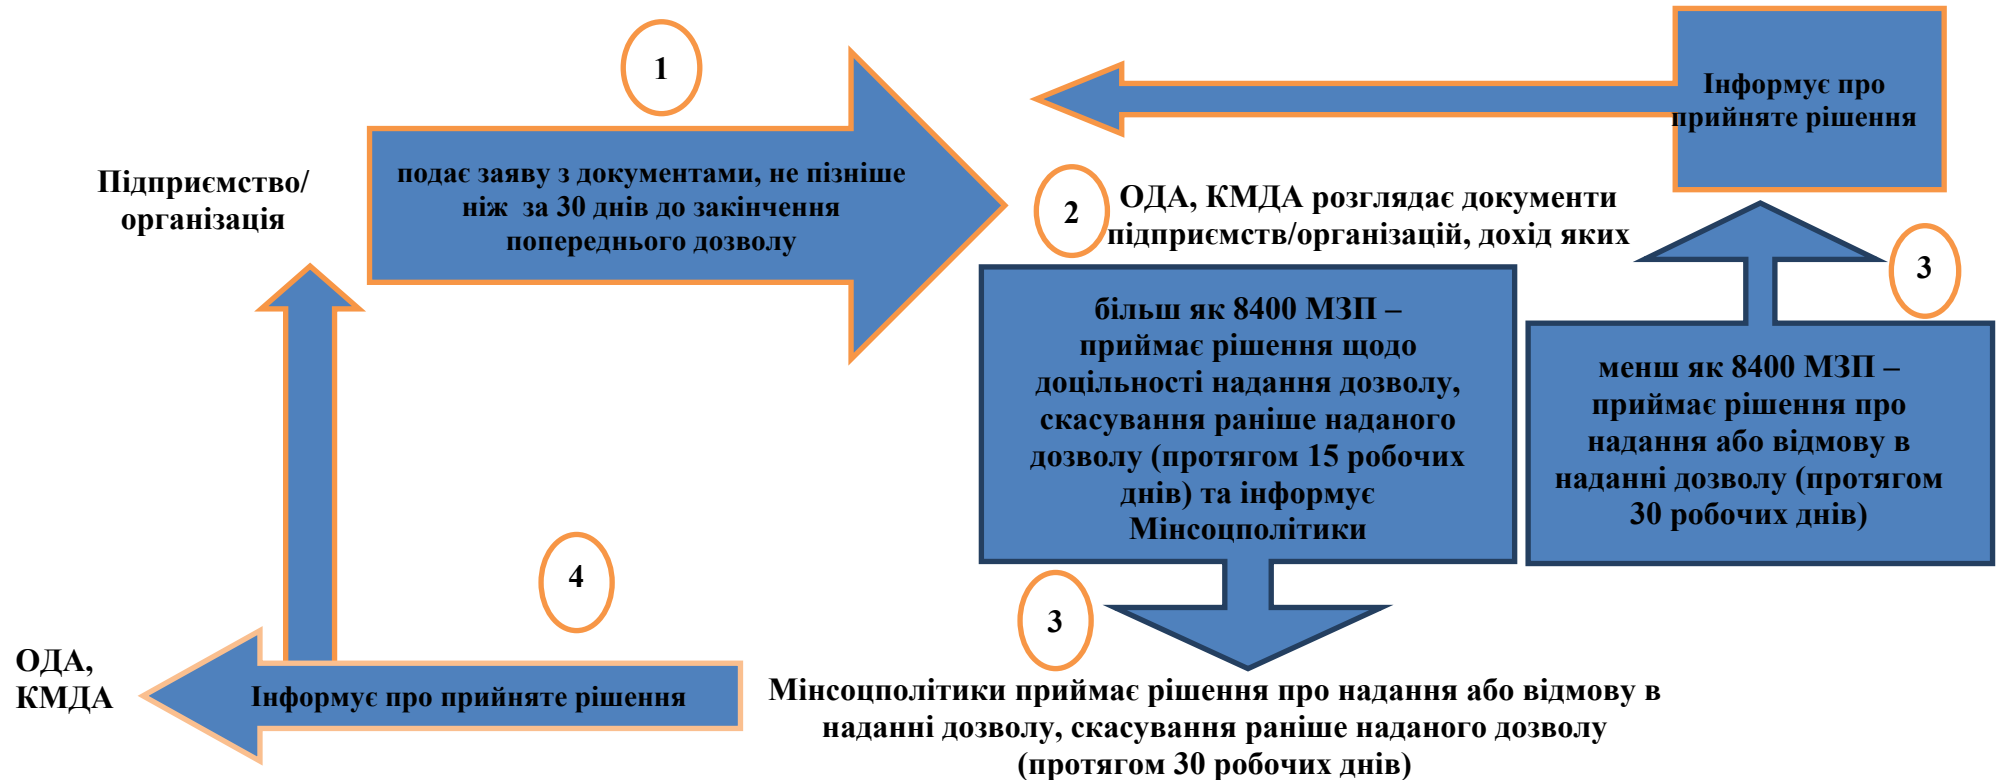 1
Підприємство/
організація
подає заяву з документами, не пізніше
ніж за 30 днів до закінчення
попереднього дозволу
Інформує про
прийняте рішення
2
ОДА, КМДА розглядає документи
підприємств/організацій, дохід яких
більш як 8400 МЗП –
приймає рішення щодо
доцільності надання дозволу,
скасування раніше наданого
дозволу (протягом 15 робочих
днів) та інформує
Мінсоцполітики
3
менш як 8400 МЗП –
приймає рішення про
надання або відмову в
наданні дозволу (протягом
30 робочих днів)
3
Мінсоцполітики приймає рішення про надання або відмову в
наданні дозволу, скасування раніше наданого дозволу
(протягом 30 робочих днів)
4
Інформує про прийняте рішення
ОДА,
КМДА